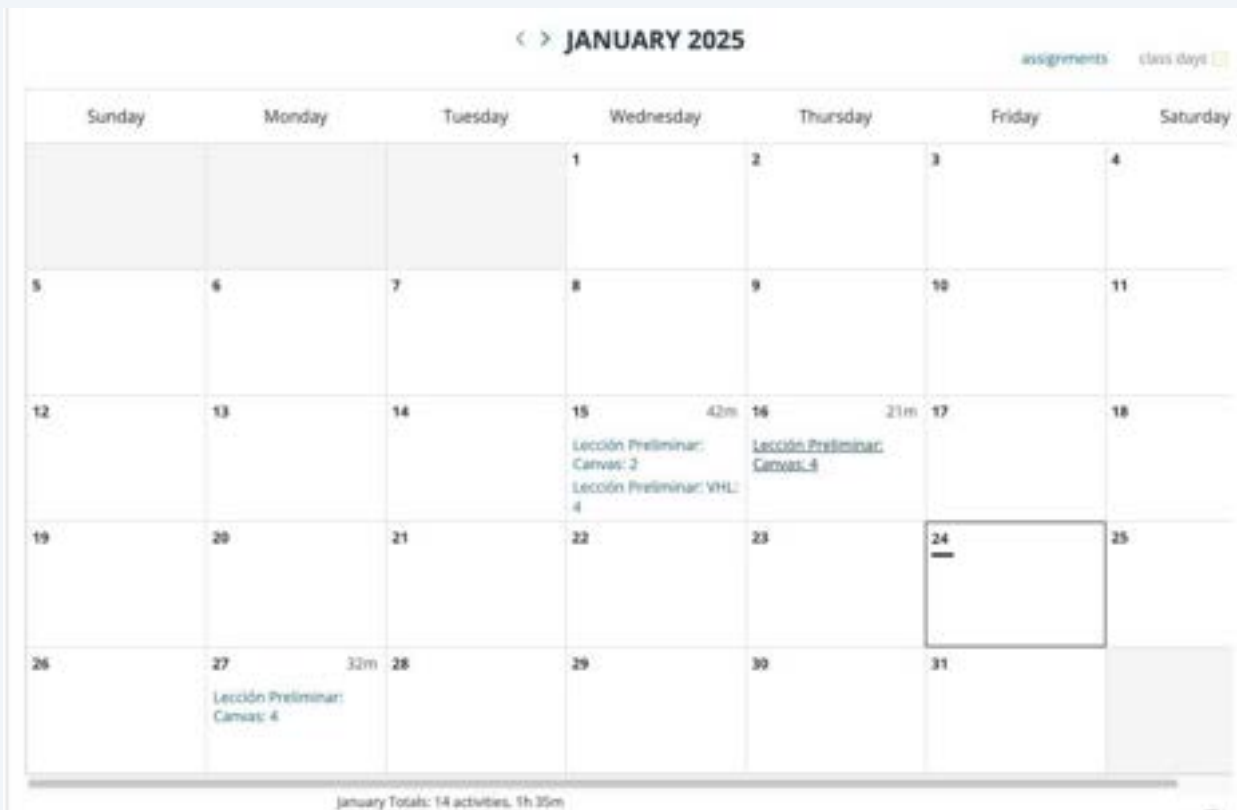 < > JANUARY 2025
assignments class days
Sunday Monday Tuesday Wednesday Thursday Friday Saturday
1 2 3 4
5 6 7 8 9 10 11
12 13 14 15 42m 16 21m 17 18
Lección Preliminar: Lección Preliminar:
Canvas: 2 Canvas: 4
Lección Preliminar: VHL:
4
19 20 21 22 23 24 25
26 27 32m 28 29 30 31
Lección Preliminar:
Canvas: 4
January Totals: 14 activities, 1h 35m